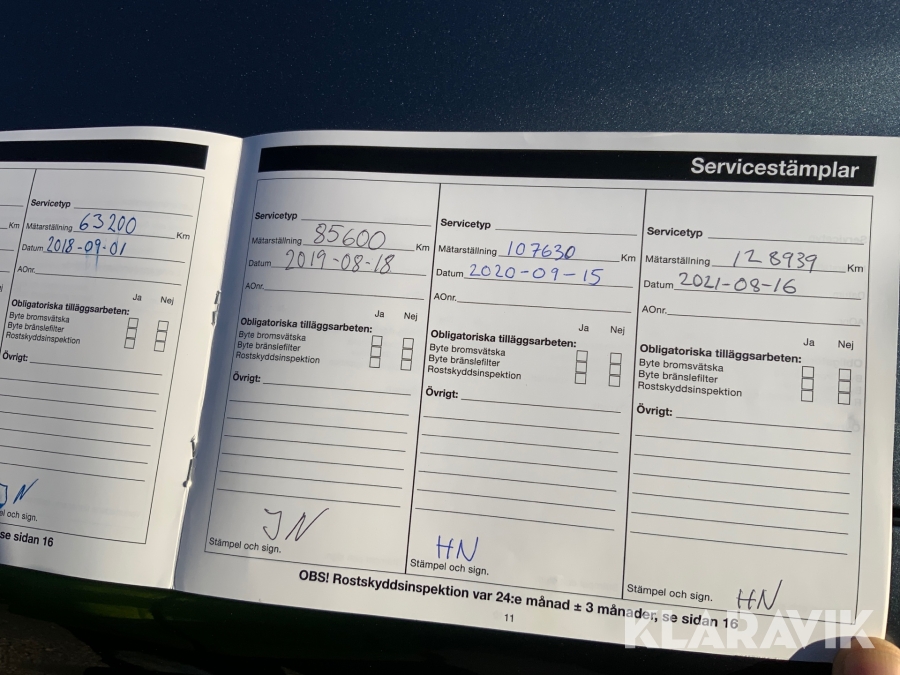 Servicestämplar
Servicetyp
Mätarställning 63200 Km
Datum 2018-09-01
AOnr.
Ja Nej
Obligatoriska tilläggsarbeten:
Byte bromsvätska
Byte bränslefilter
Rostskyddsinspektion
Övrigt:
och sign.
se sidan 16
Servicetyp
Mätarställning 85600 Km
Datum 2019-08-18
AOnr.
Ja Nej
Obligatoriska tilläggsarbeten:
Byte bromsvätska
Byte bränslefilter
Rostskyddsinspektion
Övrigt:
JN
Stämpel och sign.
Servicetyp
Mätarställning 107630 Km
Datum 2020-09-15
AOnr.
Ja Nej
Obligatoriska tilläggsarbeten:
Byte bromsvätska
Byte bränslefilter
Rostskyddsinspektion
Övrigt:
HN
Stämpel och sign.
Servicetyp
Mätarställning 128939 Km
Datum 2021-08-16
AOnr.
Ja Nej
Obligatoriska tilläggsarbeten:
Byte bromsvätska
Byte bränslefilter
Rostskyddsinspektion
Övrigt:
Stämpel och sign. HN
OBS! Rostskyddsinspektion var 24:e månad ± 3 månader, se sidan 16
11
KLARAVIK